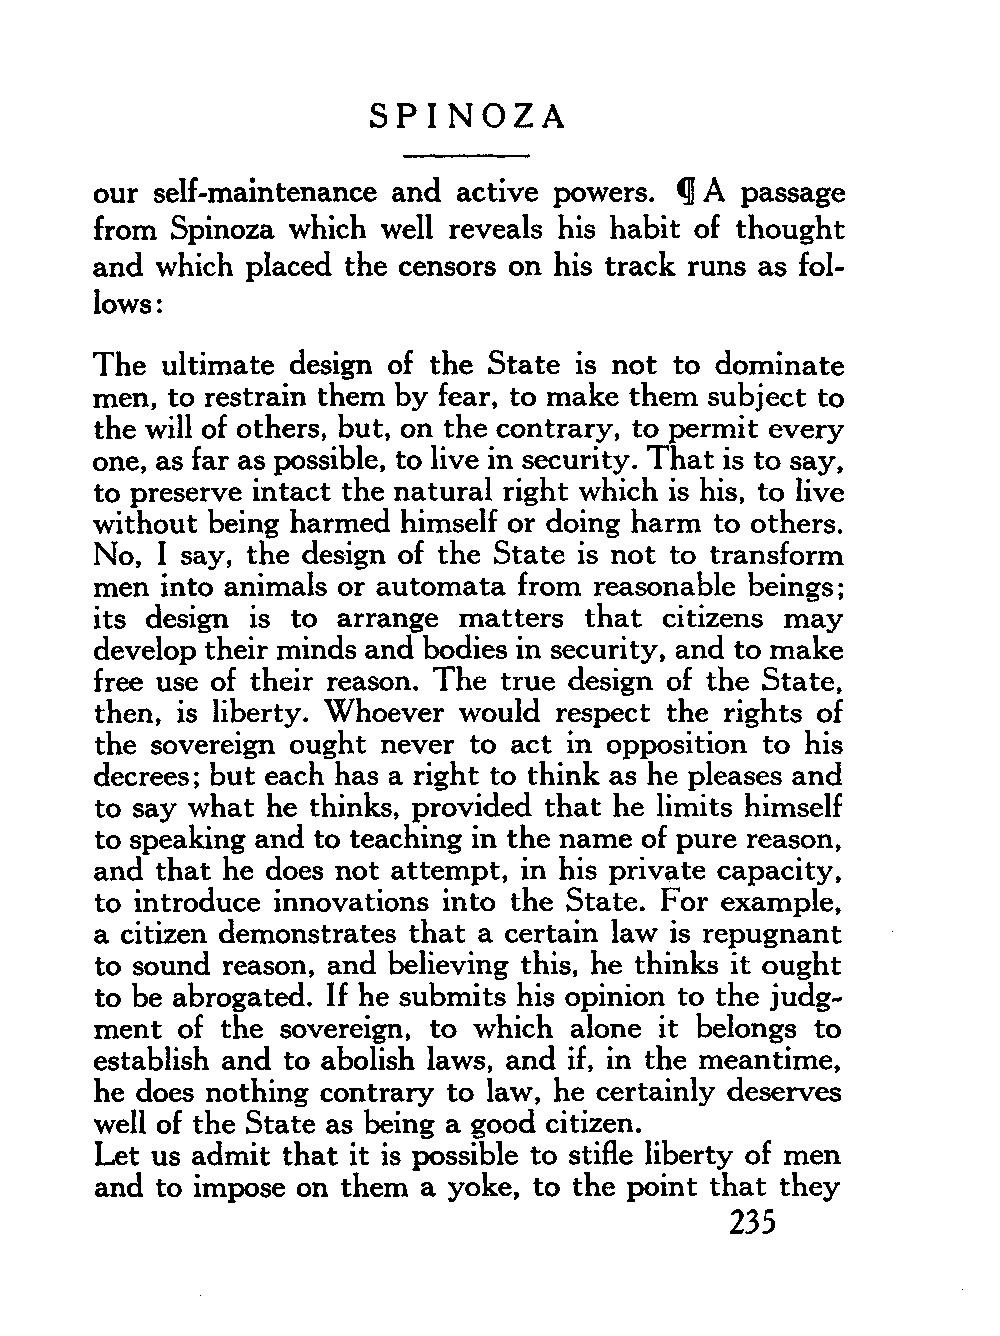 SPINOZA
our self-maintenance and active powers. ¶ A passage
from Spinoza which well reveals his habit of thought
and which placed the censors on his track runs as fol-
lows:
The ultimate design of the State is not to dominate
men, to restrain them by fear, to make them subject to
the will of others, but, on the contrary, to permit every
one, as far as possible, to live in security. That is to say,
to preserve intact the natural right which is his, to live
without being harmed himself or doing harm to others.
No, I say, the design of the State is not to transform
men into animals or automata from reasonable beings;
its design is to arrange matters that citizens may
develop their minds and bodies in security, and to make
free use of their reason. The true design of the State,
then, is liberty. Whoever would respect the rights of
the sovereign ought never to act in opposition to his
decrees; but each has a right to think as he pleases and
to say what he thinks, provided that he limits himself
to speaking and to teaching in the name of pure reason,
and that he does not attempt, in his private capacity,
to introduce innovations into the State. For example,
a citizen demonstrates that a certain law is repugnant
to sound reason, and believing this, he thinks it ought
to be abrogated. If he submits his opinion to the judg-
ment of the sovereign, to which alone it belongs to
establish and to abolish laws, and if, in the meantime,
he does nothing contrary to law, he certainly deserves
well of the State as being a good citizen.
Let us admit that it is possible to stifle liberty of men
and to impose on them a yoke, to the point that they
235